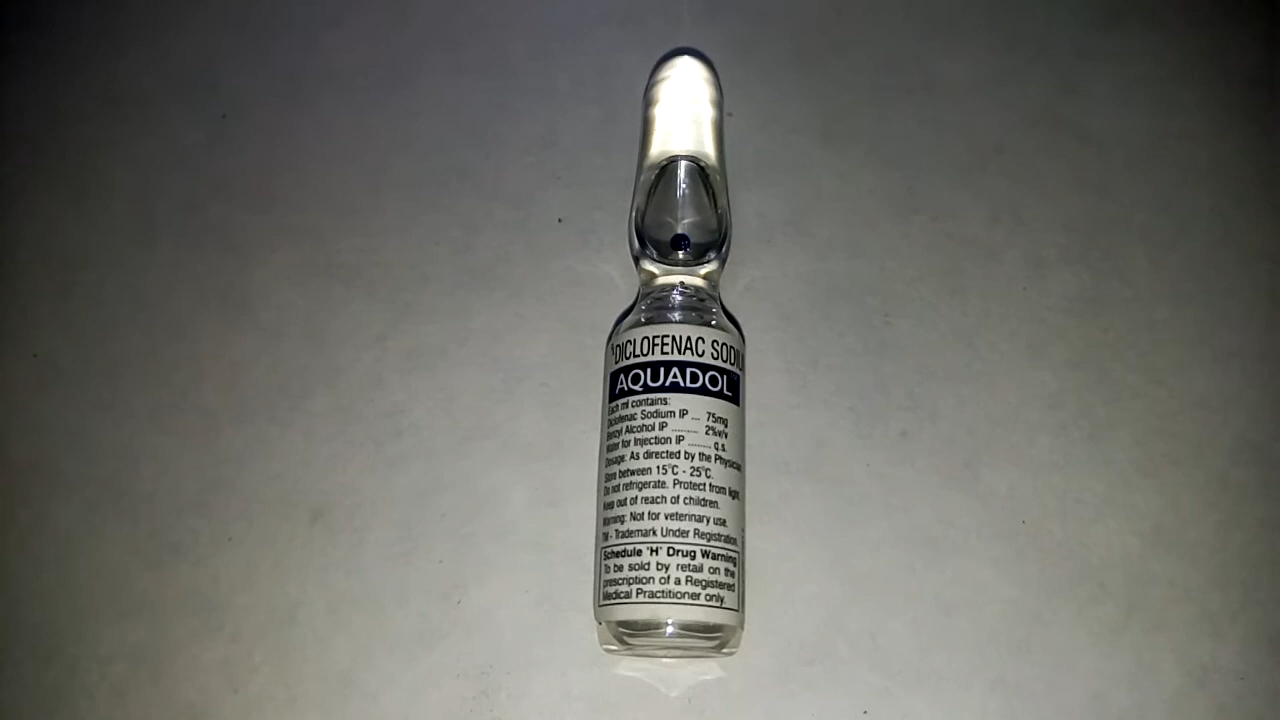 DICLOFENAC SODIU
AQUADOL
Each ml contains:
Diclofenac Sodium IP ... 75mg
Benzyl Alcohol IP ......... 2%v/v
Water for Injection IP ........ q.s.
Dosage: As directed by the Physician
Store between 15°C - 25°C.
Do not refrigerate. Protect from light.
Keep out of reach of children.
Warning: Not for veterinary use.
TM - Trademark Under Registration
Schedule 'H' Drug Warning
To be sold by retail on the
prescription of a Registered
Medical Practitioner only.